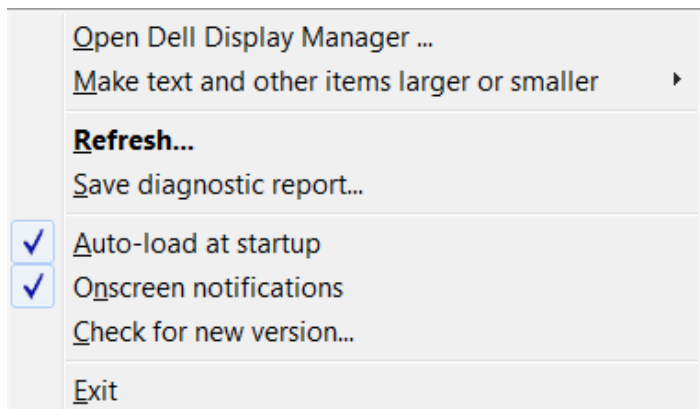 Open Dell Display Manager ...
Make text and other items larger or smaller
Refresh...
Save diagnostic report...
Auto-load at startup
Onscreen notifications
Check for new version...
Exit